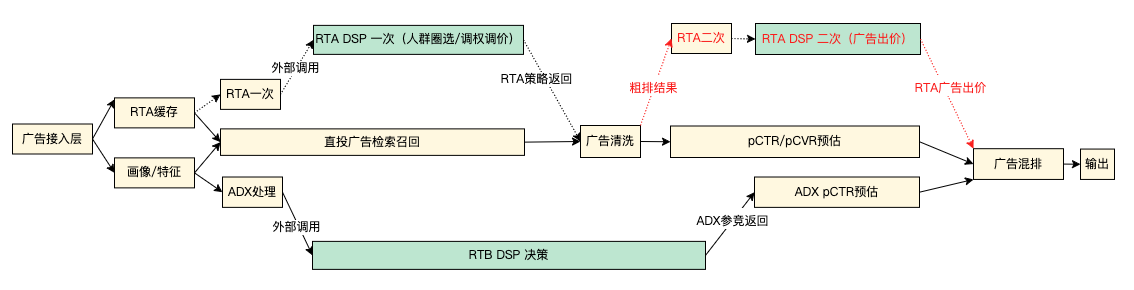 RTA DSP 一次（人群圈选/调权调价）
RTA二次
RTA DSP 二次（广告出价）
外部调用
RTA策略返回
粗排结果
RTA广告出价
RTA一次
RTA缓存
广告接入层
直投广告检索召回
广告清洗
pCTR/pCVR预估
画像/特征
广告混排
输出
ADX处理
ADX pCTR预估
外部调用
ADX参竞返回
RTB DSP 决策